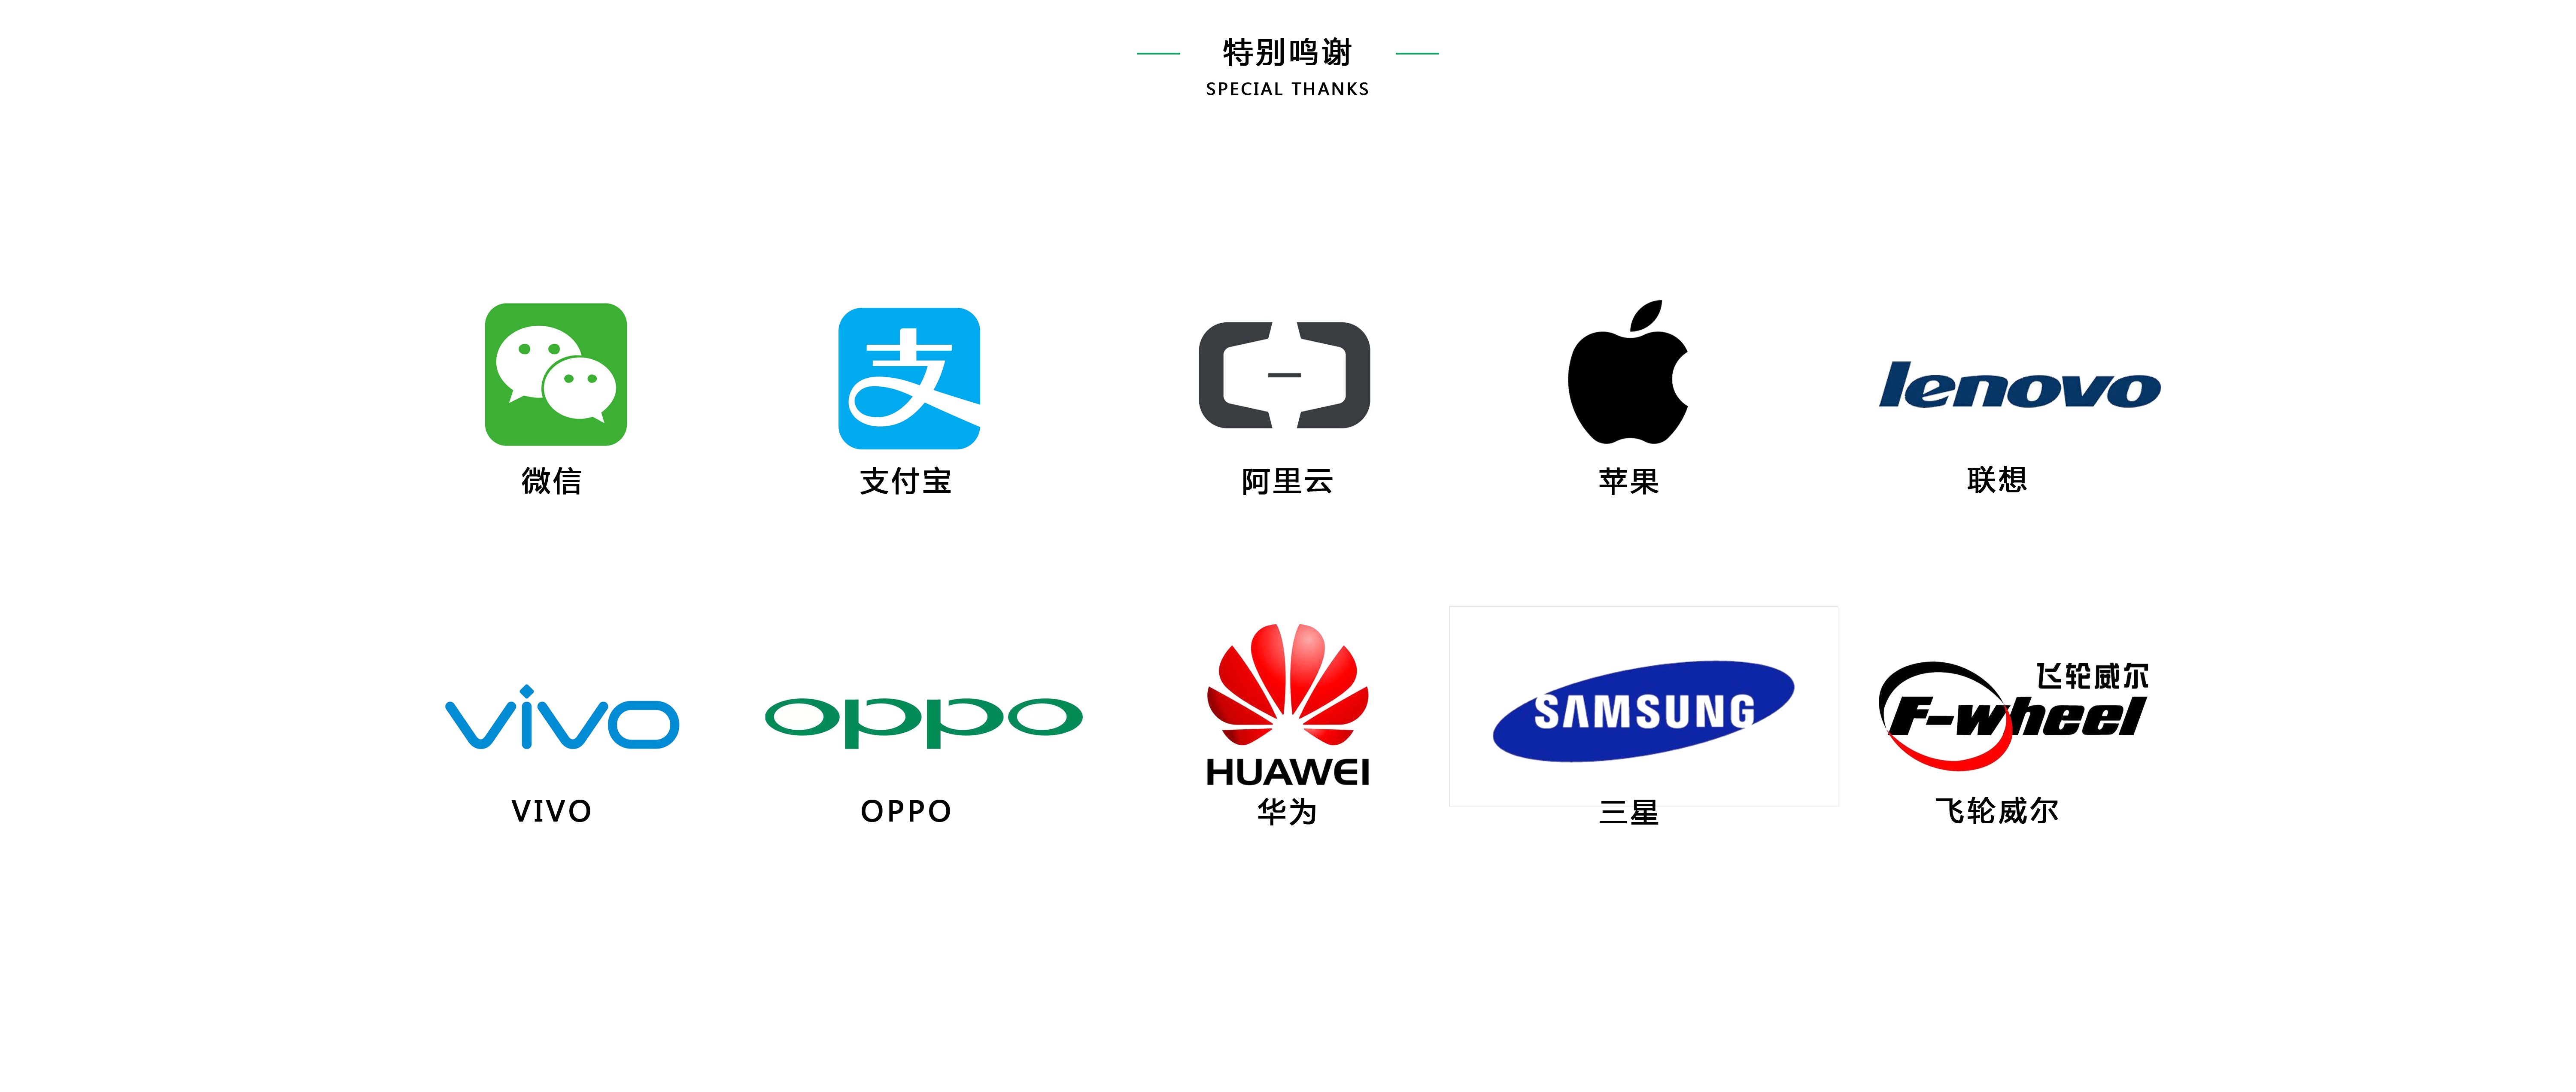 特别鸣谢
SPECIAL THANKS
支
lenovo
微信
支付宝
阿里云
苹果
联想
vivo
oppo
HUAWEI
SAMSUNG
飞轮威尔
F-wheel
VIVO
OPPO
华为
三星
飞轮威尔